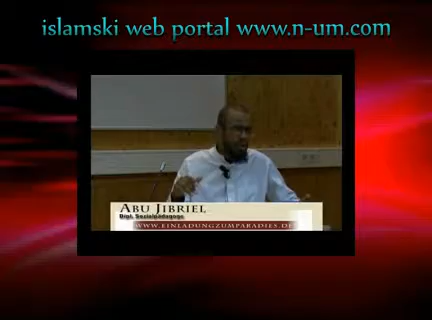 islamski web portal www.n-um.com
ABU JIBRIEL
Dipl. Sozialpädagoge
WWW.EINLADUNGZUMPARADIES.DE